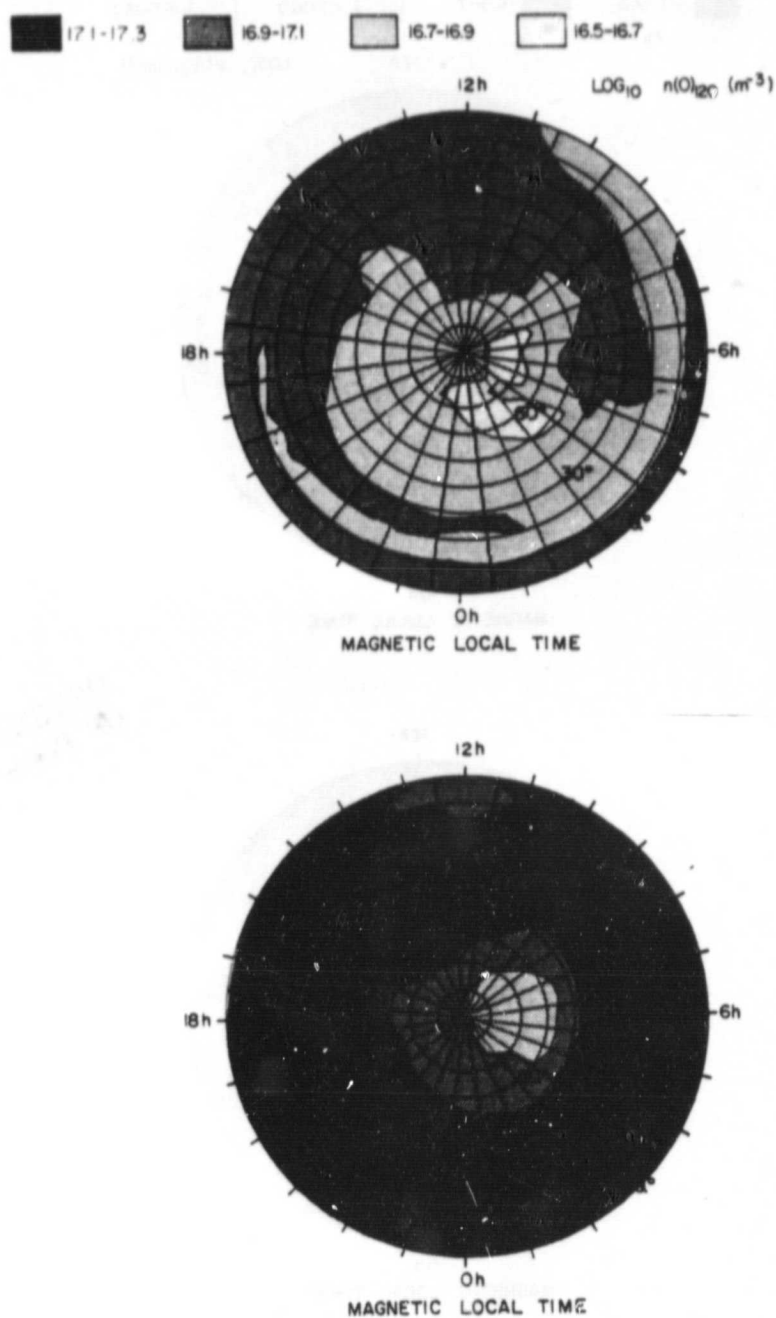 17.1-17.3 16.9-17.1 16.7-16.9 16.5-16.7
LOG10 n(O)120 (m-3)
12h
18h
6h
60°
30°
0h
MAGNETIC LOCAL TIME
12h
18h
6h
0h
MAGNETIC LOCAL TIME